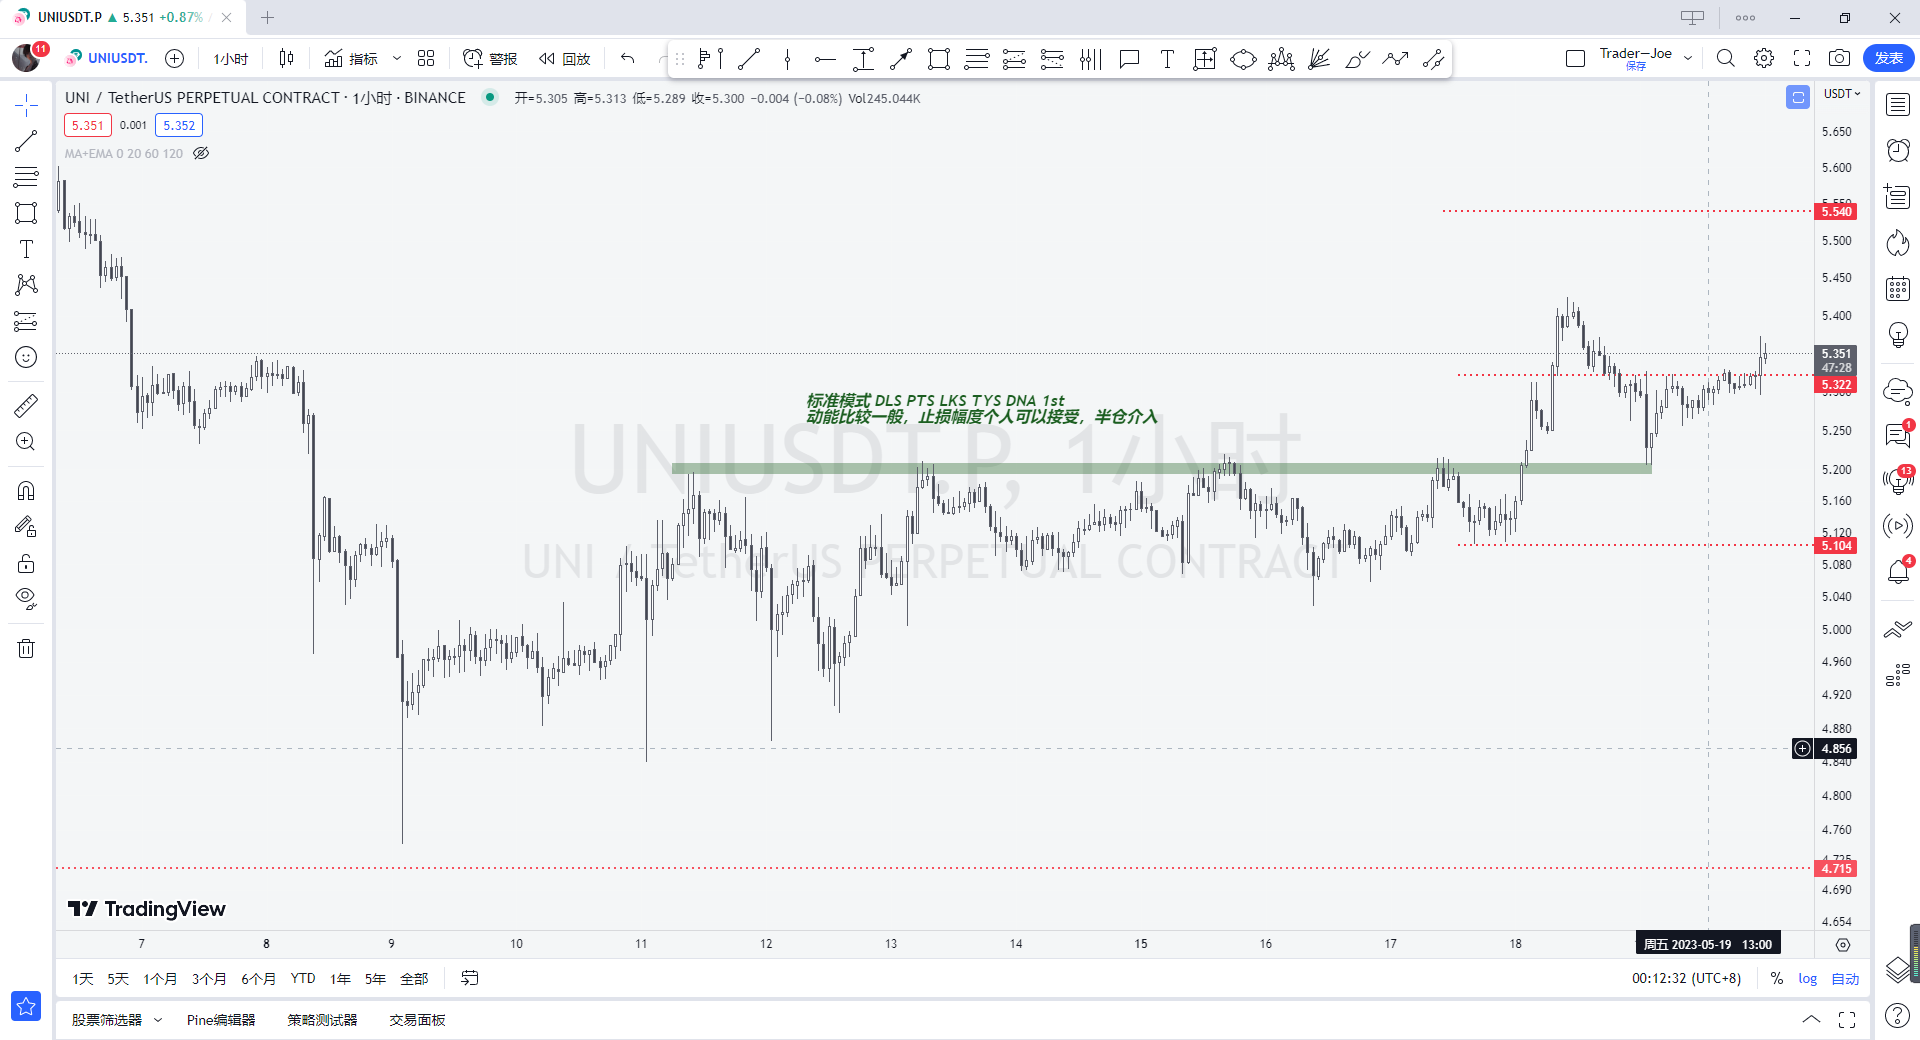 UNIUSDT.P ▲ 5.351 +0.87% /
11
UNIUSDT. 1小时 指标 警报 回放 T Trader—Joe 保存 发表
UNI / TetherUS PERPETUAL CONTRACT · 1小时 · BINANCE 开=5.305 高=5.313 低=5.289 收=5.300 −0.004 (−0.08%) Vol245.044K
USDT
5.351 0.001 5.352
MA+EMA 0 20 60 120
5.650
5.600
5.550
5.540
5.500
5.450
5.400
5.351
47:28
5.322
5.300
标准模式 DLS PTS LKS TYS DNA 1st
动能比较一般，止损幅度个人可以接受，半仓介入
UNIUSDT.P, 1小时
UNI / TetherUS PERPETUAL CONTRACT
5.250
5.200
5.160
5.120
5.104
5.080
5.040
5.000
4.960
4.920
4.880
4.856
4.840
4.800
4.760
4.725
4.715
4.690
4.654
1
13
4
TradingView
7 8 9 10 11 12 13 14 15 16 17 18 周五 2023-05-19 13:00
1天 5天 1个月 3个月 6个月 YTD 1年 5年 全部 00:12:32 (UTC+8) % log 自动
股票筛选器 Pine编辑器 策略测试器 交易面板